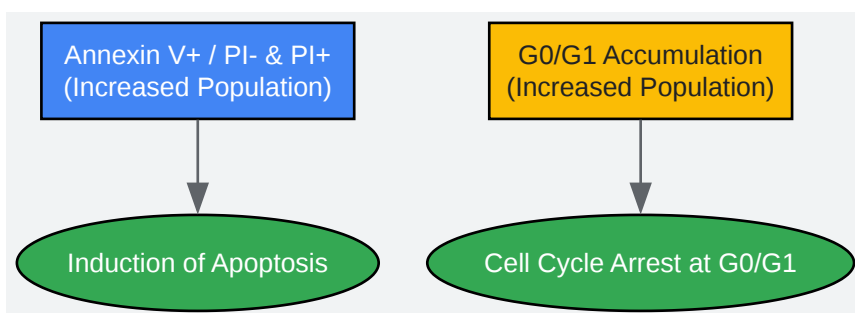 Annexin V+ / PI- & PI+
(Increased Population)
G0/G1 Accumulation
(Increased Population)
Induction of Apoptosis
Cell Cycle Arrest at G0/G1